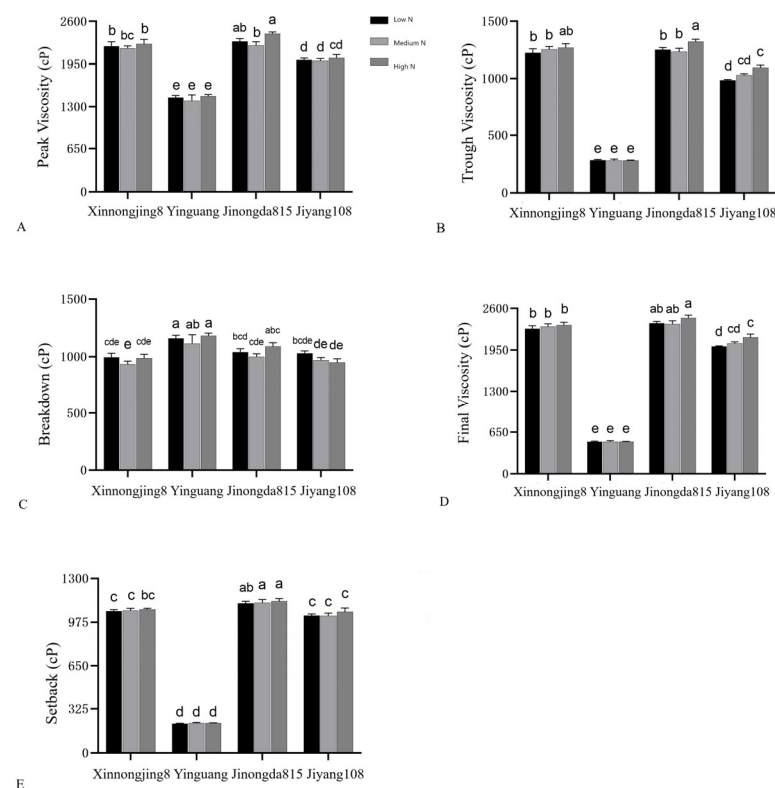 Low N
Medium N
High N
2600
1950
1300
650
0
Peak Viscosity (cP)
b bc b
e e e
ab b a
d d cd
Xinnongjing8 Yinguang Jinongda815 Jiyang108
A
1500
1000
500
0
Trough Viscosity (cP)
b b ab
e e e
b b a
d cd c
Xinnongjing8 Yinguang Jinongda815 Jiyang108
B
1500
1000
500
0
Breakdown (cP)
cde e cde
a ab a
bcd cde abc
bcde de de
Xinnongjing8 Yinguang Jinongda815 Jiyang108
C
2600
1950
1300
650
0
Final Viscosity (cP)
b b b
e e e
ab ab a
d cd c
Xinnongjing8 Yinguang Jinongda815 Jiyang108
D
1300
975
650
325
0
Setback (cP)
c c bc
d d d
ab a a
c c c
Xinnongjing8 Yinguang Jinongda815 Jiyang108
E